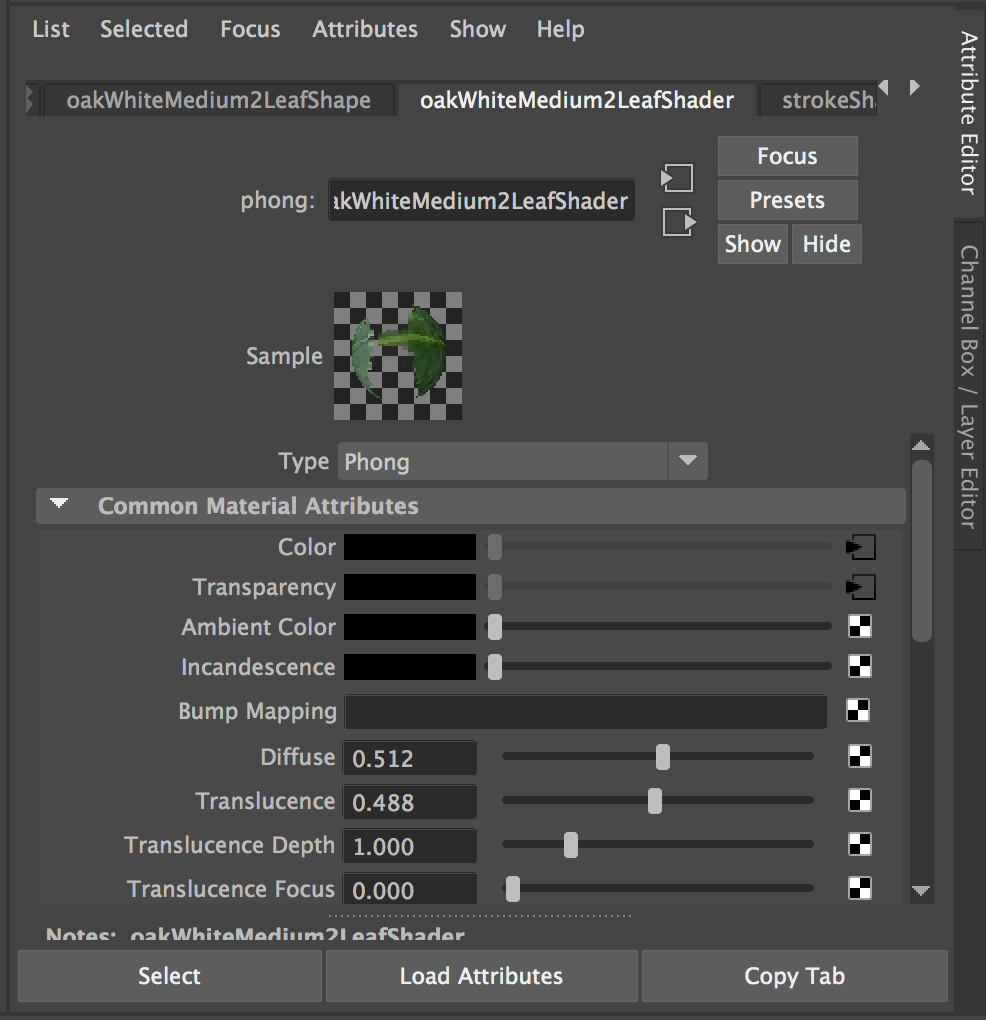 List Selected Focus Attributes Show Help
oakWhiteMedium2LeafShape oakWhiteMedium2LeafShader strokeSh
Attribute Editor
Channel Box / Layer Editor
Focus
phong: akWhiteMedium2LeafShader Presets
Show Hide
Sample
Type Phong
Common Material Attributes
Color
Transparency
Ambient Color
Incandescence
Bump Mapping
Diffuse 0.512
Translucence 0.488
Translucence Depth 1.000
Translucence Focus 0.000
Notes: oakWhiteMedium2LeafShader
Select Load Attributes Copy Tab